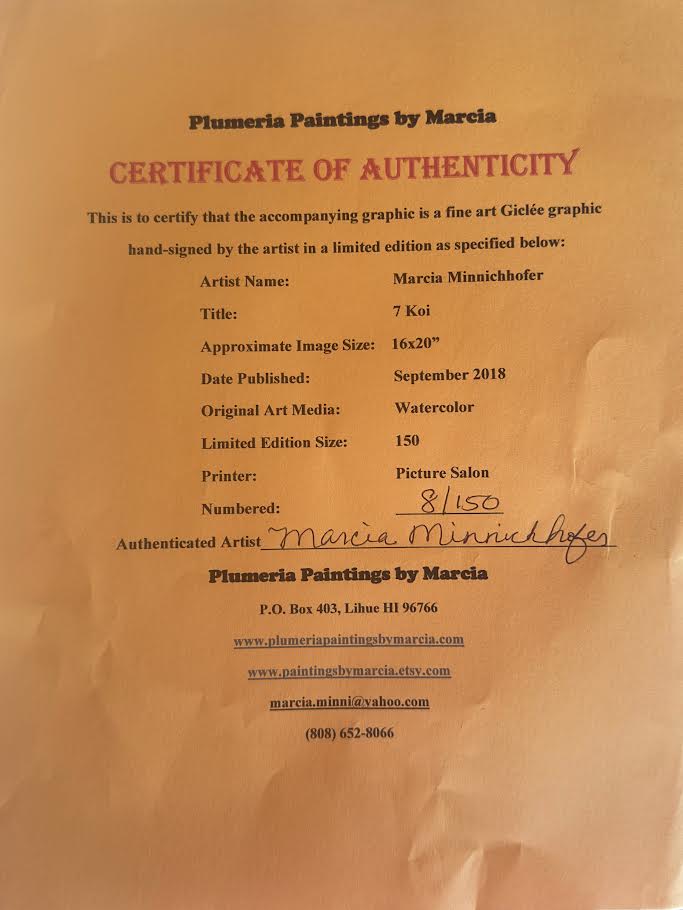 Plumeria Paintings by Marcia
CERTIFICATE OF AUTHENTICITY
This is to certify that the accompanying graphic is a fine art Giclée graphic
hand-signed by the artist in a limited edition as specified below:
Artist Name: Marcia Minnichhofer
Title: 7 Koi
Approximate Image Size: 16x20”
Date Published: September 2018
Original Art Media: Watercolor
Limited Edition Size: 150
Printer: Picture Salon
Numbered: 8/150
Authenticated Artist Marcia Minnichhofer
Plumeria Paintings by Marcia
P.O. Box 403, Lihue HI 96766
www.plumeriapaintingsbymarcia.com
www.paintingsbymarcia.etsy.com
marcia.minni@yahoo.com
(808) 652-8066